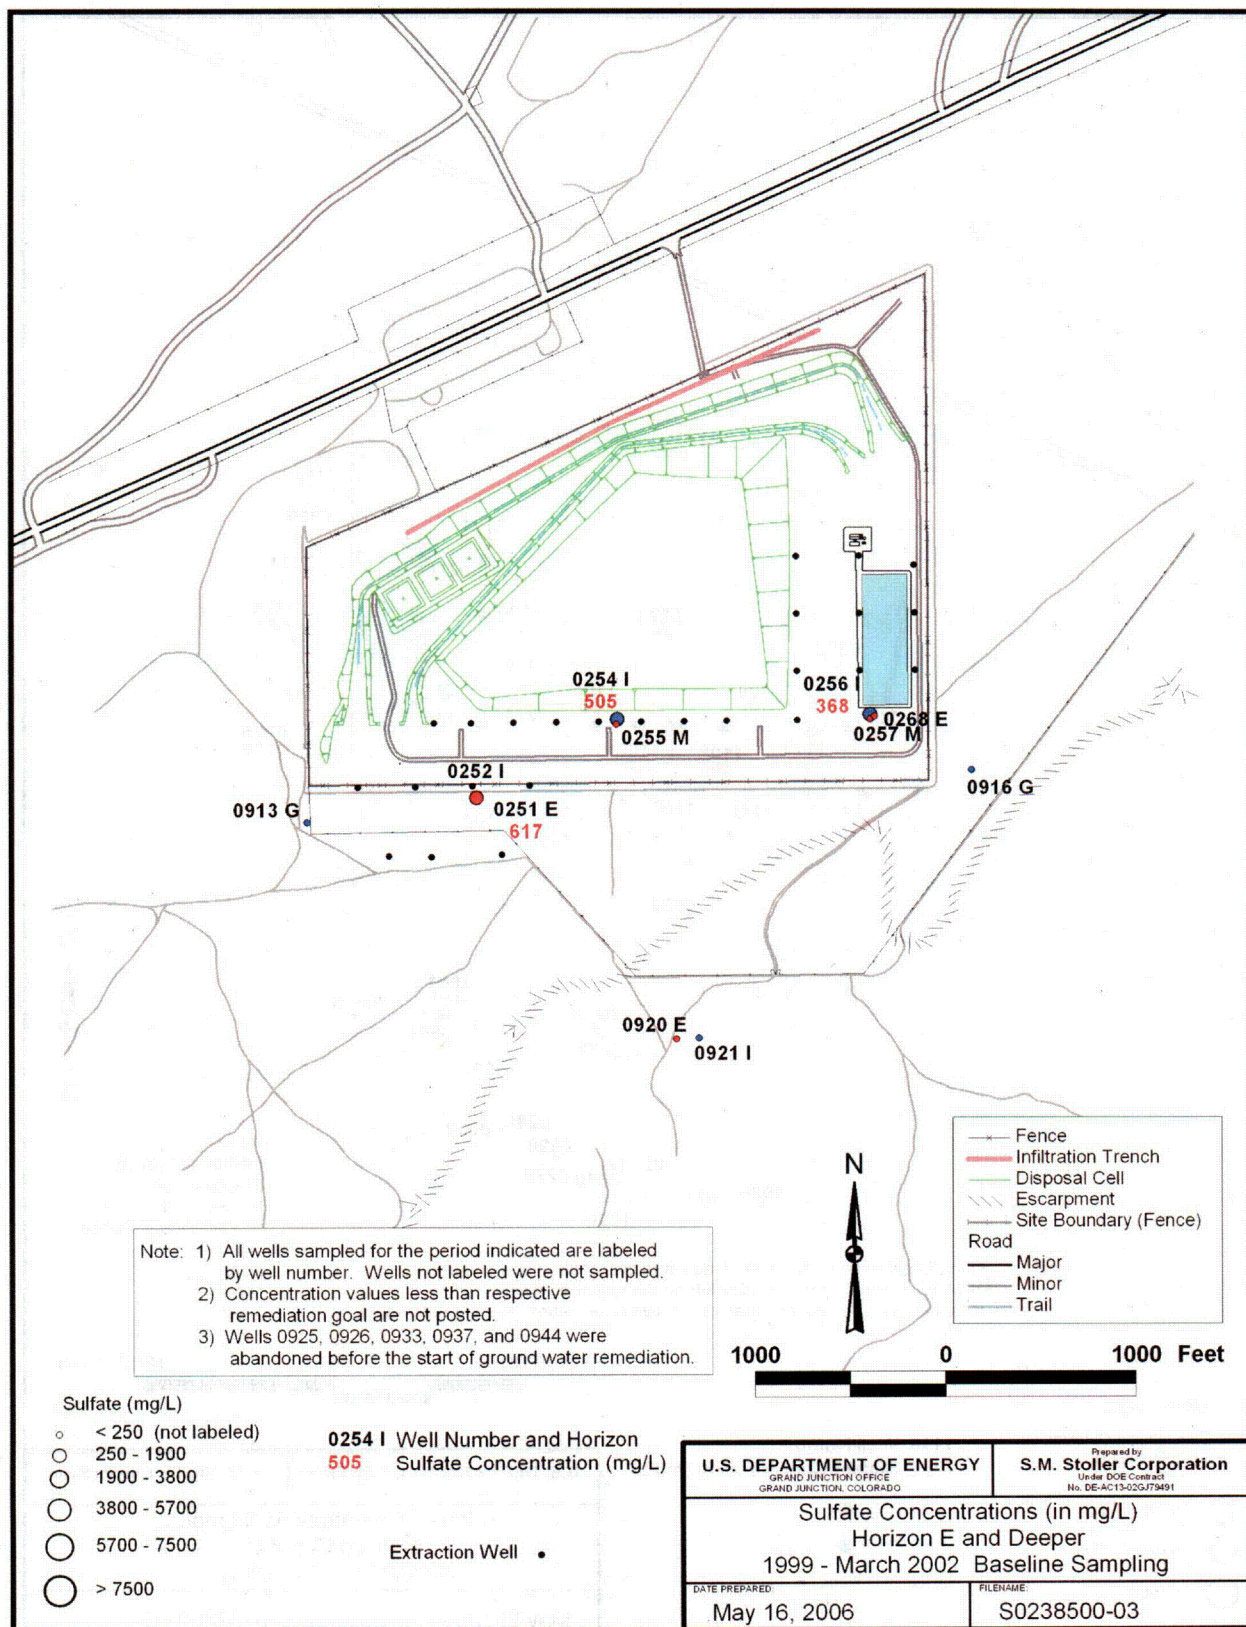 0254 I
505
0256 I
368
0268 E
0257 M
0255 M
0252 I
0251 E
617
0913 G
0916 G
0920 E
0921 I
N
Fence
Infiltration Trench
Disposal Cell
Escarpment
Site Boundary (Fence)
Road
Major
Minor
Trail
Note: 1) All wells sampled for the period indicated are labeled
by well number. Wells not labeled were not sampled.
2) Concentration values less than respective
remediation goal are not posted.
3) Wells 0925, 0926, 0933, 0937, and 0944 were
abandoned before the start of ground water remediation.
1000 0 1000 Feet
Sulfate (mg/L)
< 250 (not labeled)
250 - 1900
1900 - 3800
3800 - 5700
5700 - 7500
> 7500
0254 I Well Number and Horizon
505 Sulfate Concentration (mg/L)
Extraction Well
U.S. DEPARTMENT OF ENERGY
GRAND JUNCTION OFFICE
GRAND JUNCTION, COLORADO
Prepared by
S.M. Stoller Corporation
Under DOE Contract
No. DE-AC13-02GJ79491
Sulfate Concentrations (in mg/L)
Horizon E and Deeper
1999 - March 2002 Baseline Sampling
DATE PREPARED:
May 16, 2006
FILENAME:
S0238500-03